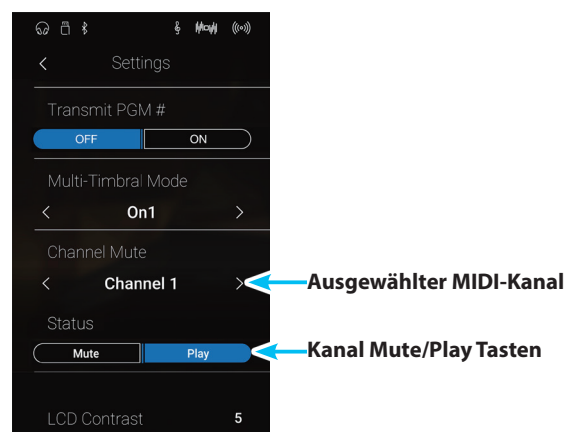 Settings
Transmit PGM #
OFF ON
Multi-Timbral Mode
On1
Channel Mute
Channel 1
Ausgewählter MIDI-Kanal
Status
Mute Play
Kanal Mute/Play Tasten
LCD Contrast 5